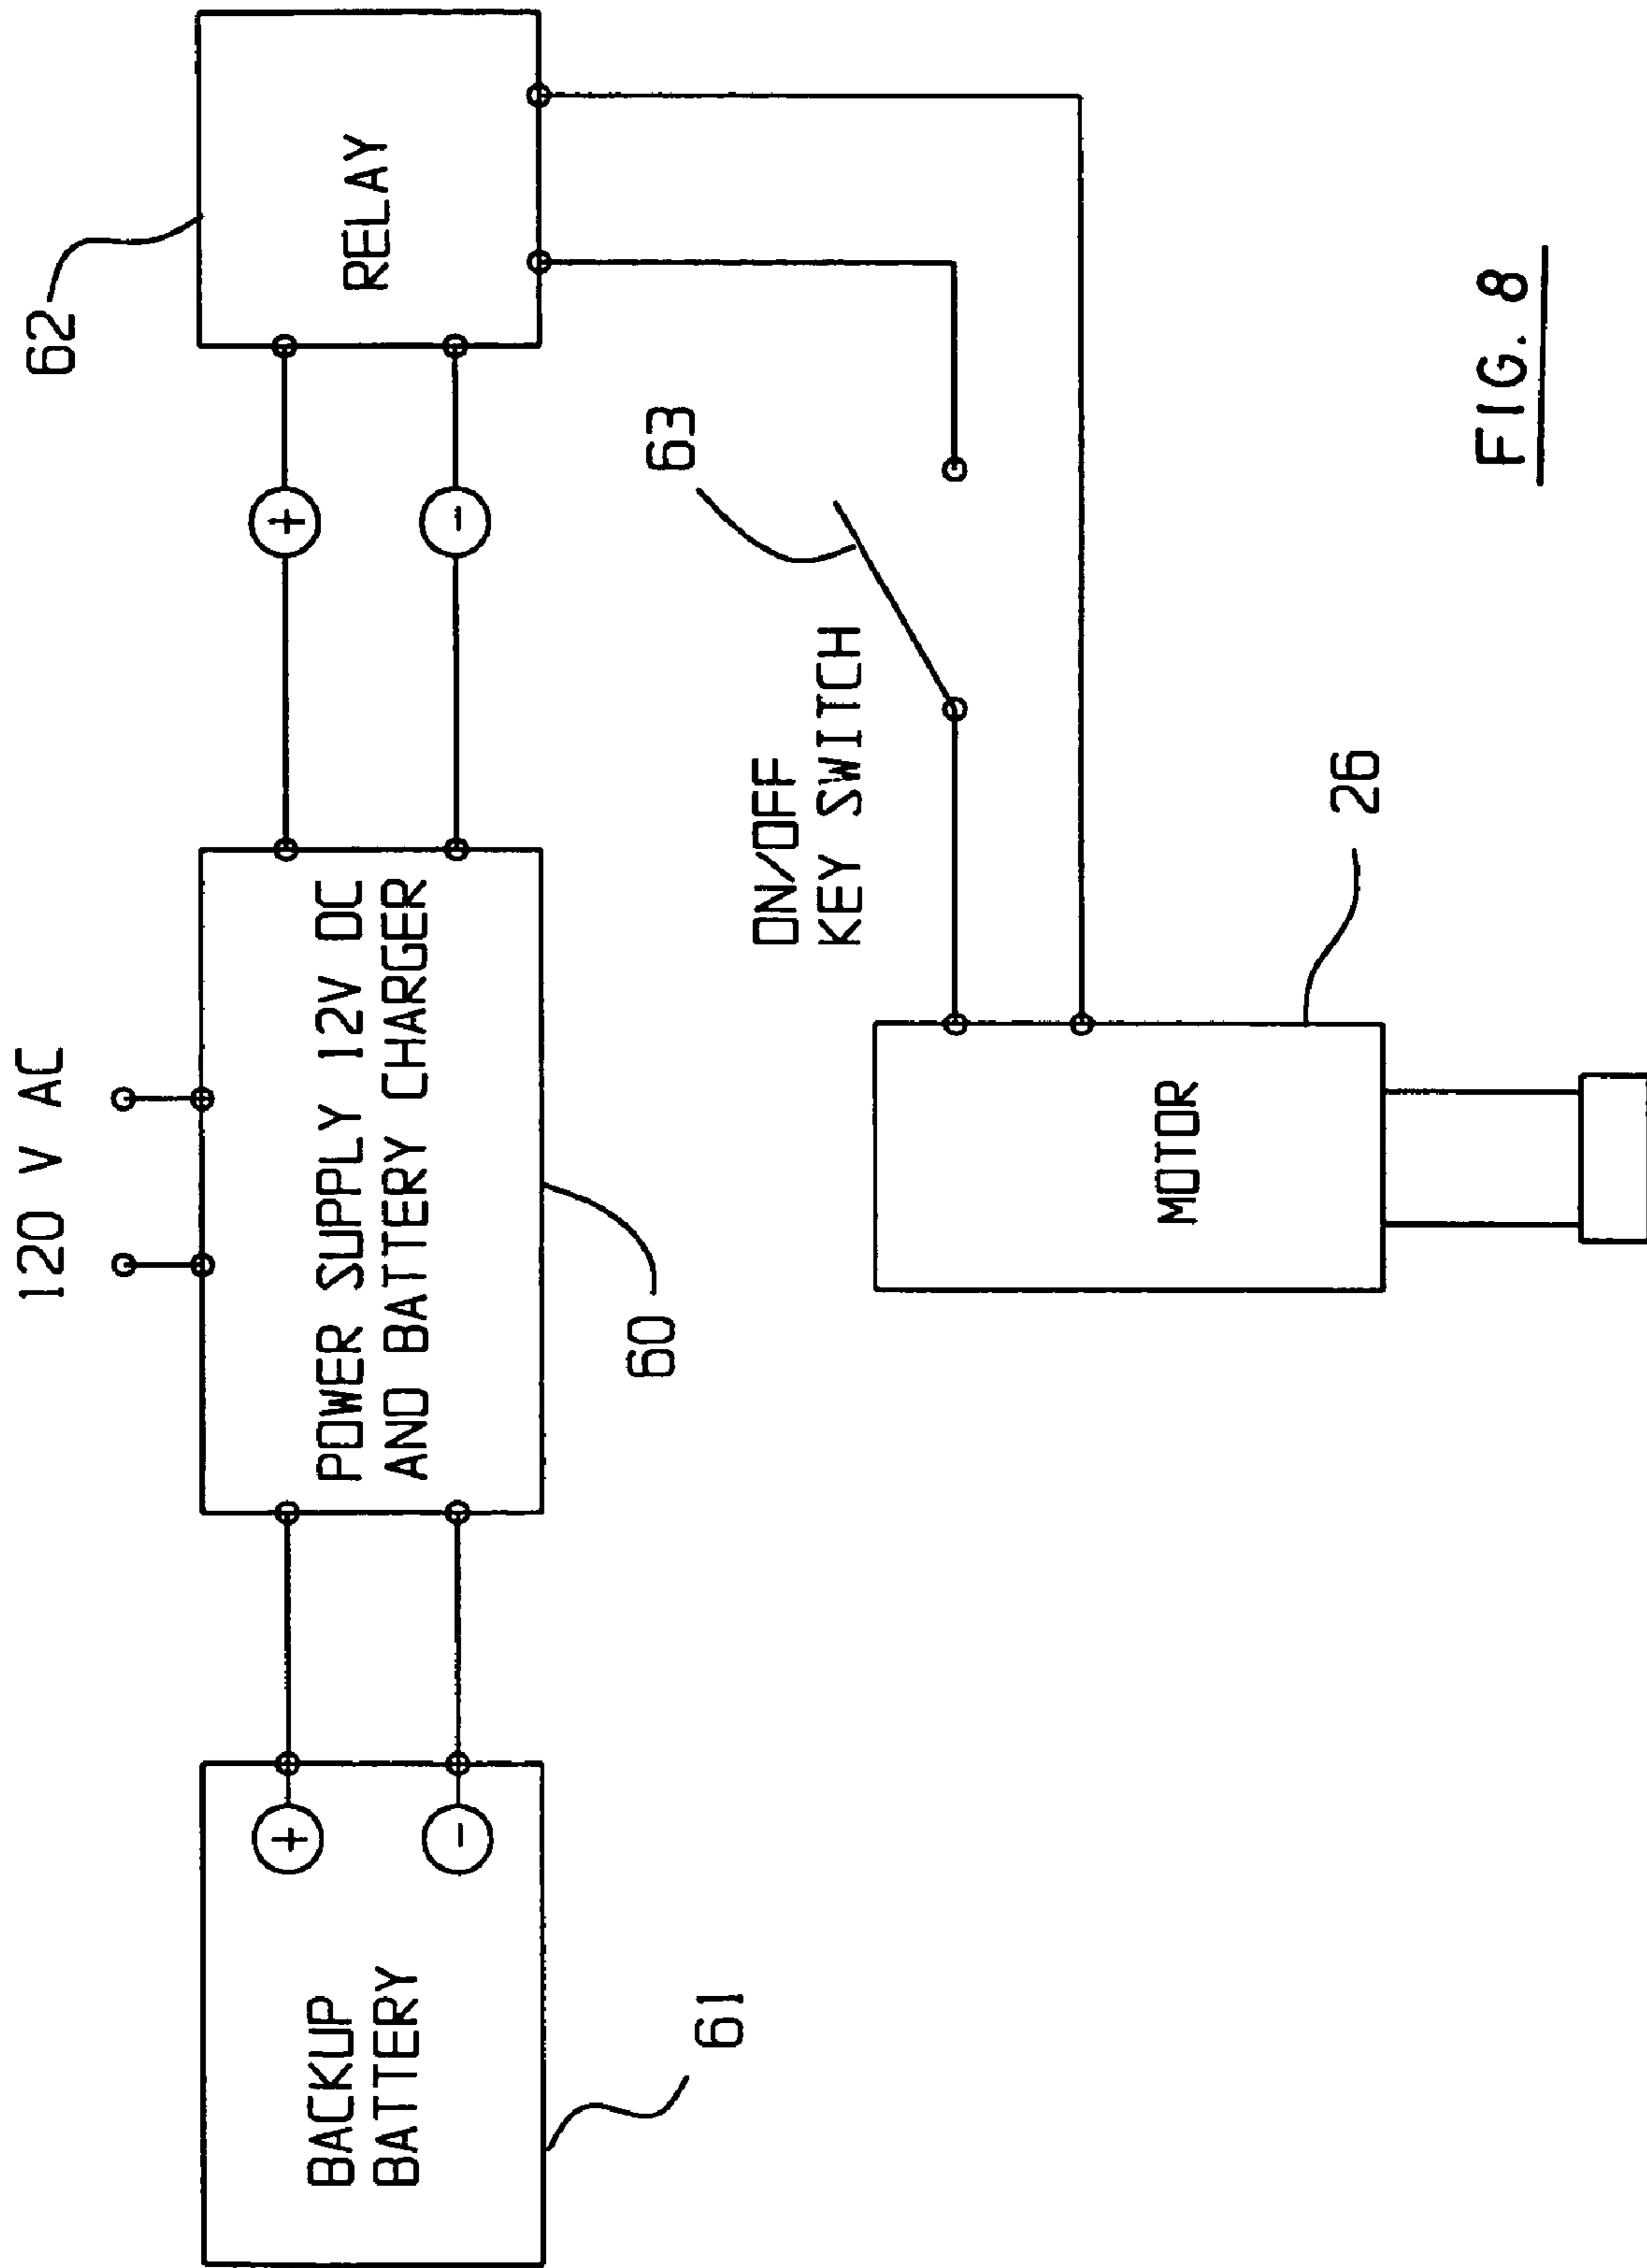 120 V AC
62
BACKUP
BATTERY
+
-
POWER SUPPLY 12V DC
AND BATTERY CHARGER
+
-
RELAY
61
60
63
ON/OFF
KEY SWITCH
MOTOR
26
FIG. 8